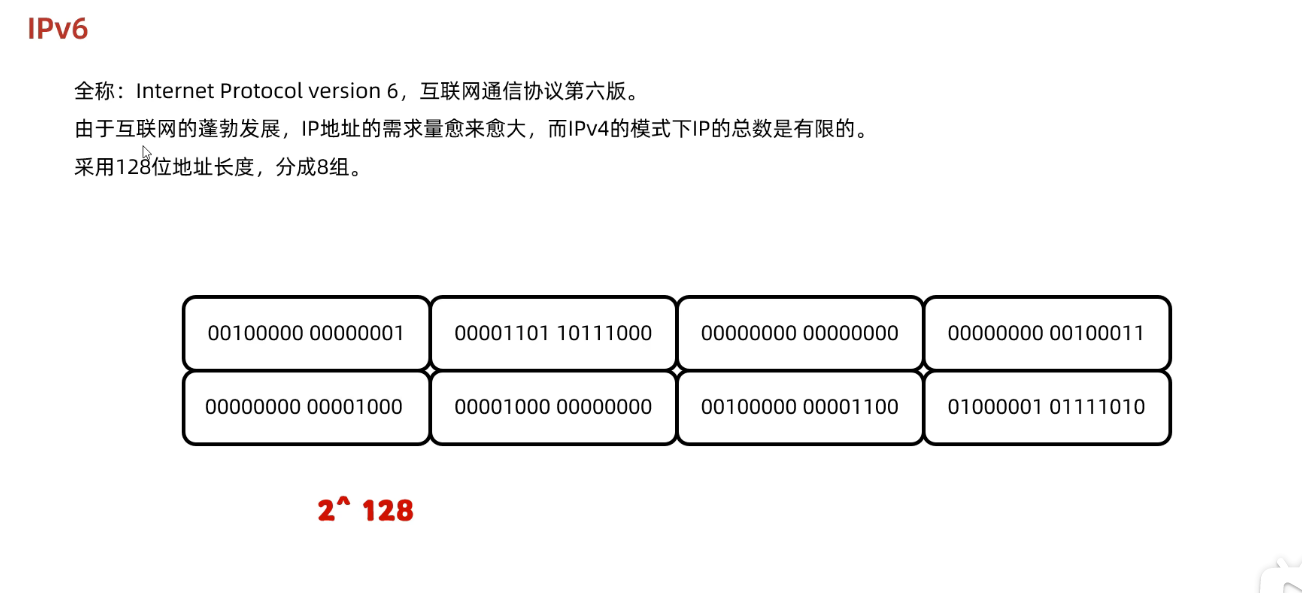 IPv6
全称：Internet Protocol version 6，互联网通信协议第六版。
由于互联网的蓬勃发展，IP地址的需求量愈来愈大，而IPv4的模式下IP的总数是有限的。
采用128位地址长度，分成8组。
00100000 00000001 00001101 10111000 00000000 00000000 00000000 00100011
00000000 00001000 00001000 00000000 00100000 00001100 01000001 01111010
2^ 128